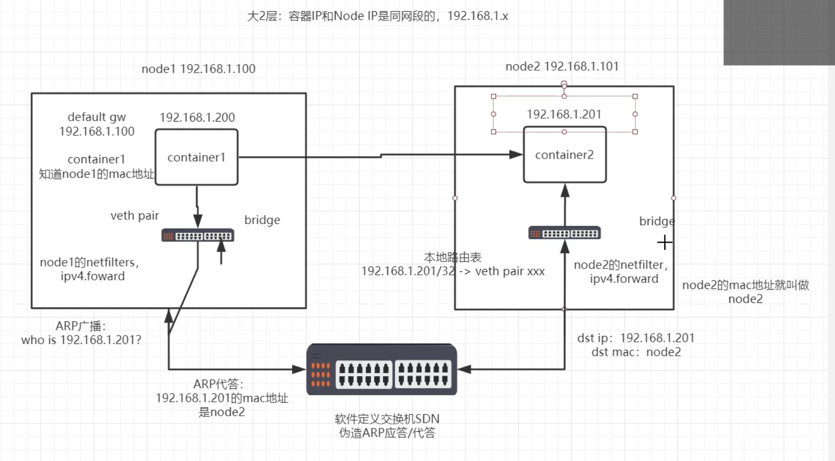 大2层：容器IP和Node IP是同网段的，192.168.1.x
node1 192.168.1.100
node2 192.168.1.101
default gw
192.168.1.100
192.168.1.200
container1
container1
知道node1的mac地址
veth pair
bridge
node1的netfilters，
ipv4.foward
ARP广播：
who is 192.168.1.201?
ARP代答：
192.168.1.201的mac地址
是node2
软件定义交换机SDN
伪造ARP应答/代答
192.168.1.201
container2
bridge
本地路由表
192.168.1.201/32 -> veth pair xxx
node2的netfilter，
ipv4.forward
node2的mac地址就叫做
node2
dst ip：192.168.1.201
dst mac：node2